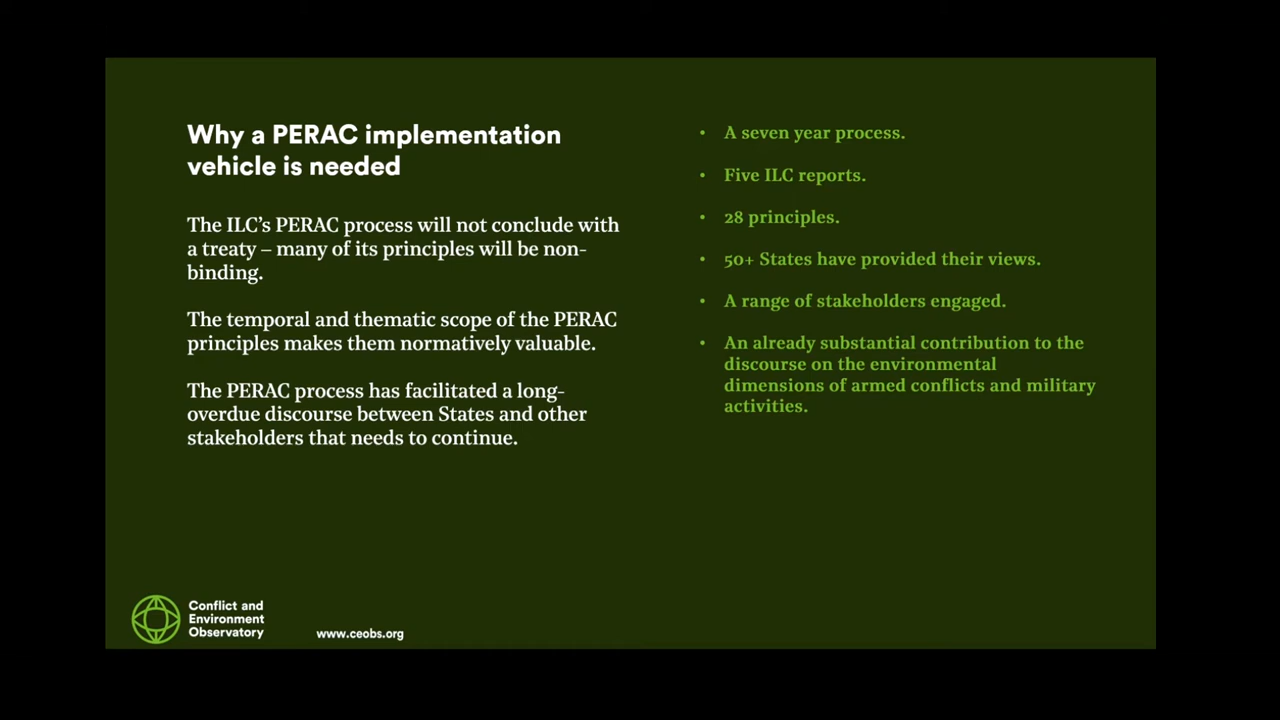 Why a PERAC implementation
vehicle is needed
The ILC's PERAC process will not conclude with
a treaty – many of its principles will be non-
binding.
The temporal and thematic scope of the PERAC
principles makes them normatively valuable.
The PERAC process has facilitated a long-
overdue discourse between States and other
stakeholders that needs to continue.
• A seven year process.
• Five ILC reports.
• 28 principles.
• 50+ States have provided their views.
• A range of stakeholders engaged.
• An already substantial contribution to the
discourse on the environmental
dimensions of armed conflicts and military
activities.
Conflict and
Environment
Observatory
www.ceobs.org